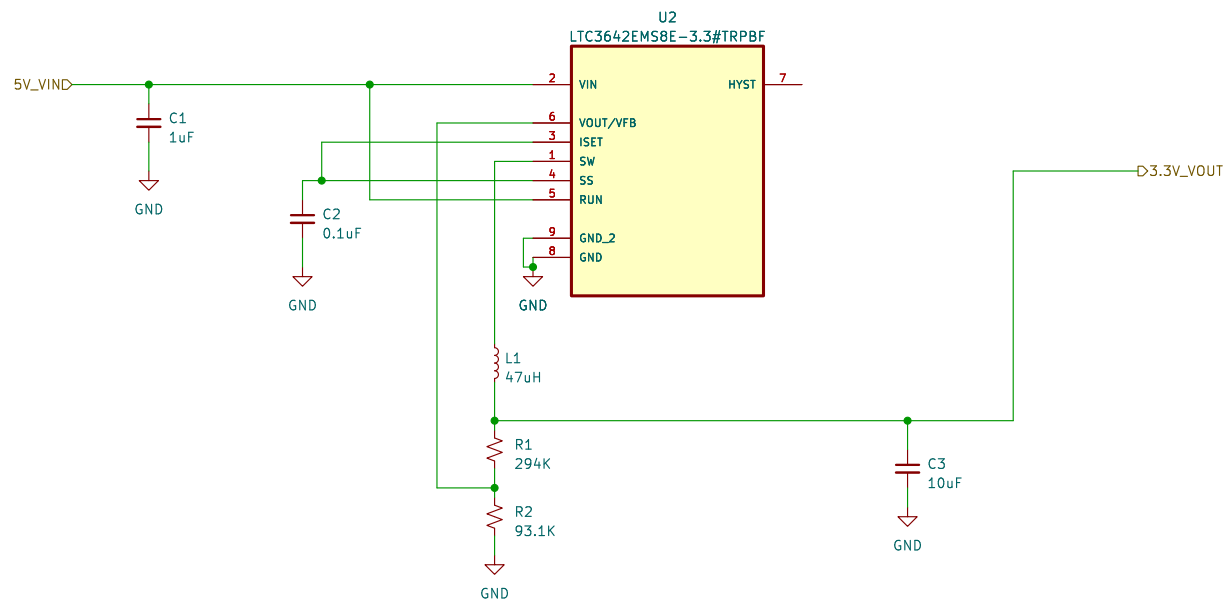 U2
LTC3642EMS8E-3.3#TRPBF
5V_VIN
2
VIN
HYST
7
C1
1uF
GND
6
VOUT/VFB
3
ISET
1
SW
4
SS
5
RUN
3.3V_VOUT
C2
0.1uF
GND
9
GND_2
8
GND
GND
L1
47uH
R1
294K
C3
10uF
GND
R2
93.1K
GND